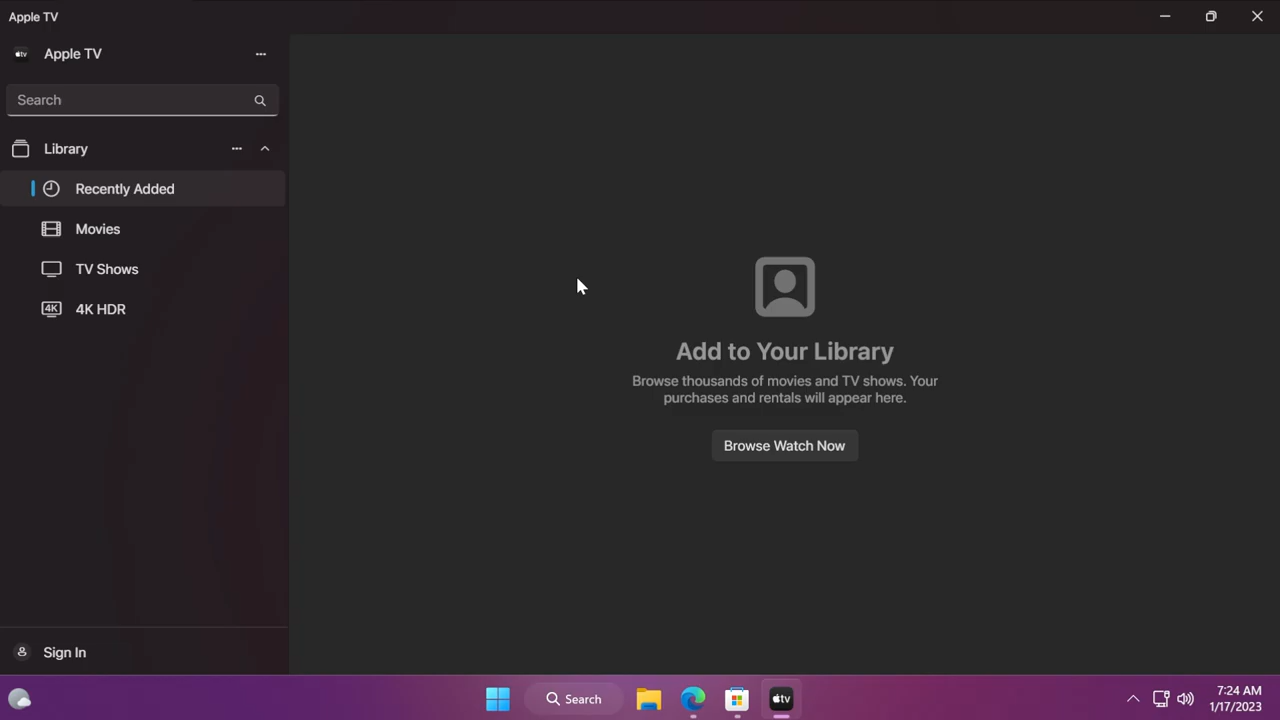 Apple TV
Apple TV
Search
Library
Recently Added
Movies
TV Shows
4K HDR
Add to Your Library
Browse thousands of movies and TV shows. Your
purchases and rentals will appear here.
Browse Watch Now
Sign In
Search
tv
7:24 AM
1/17/2023